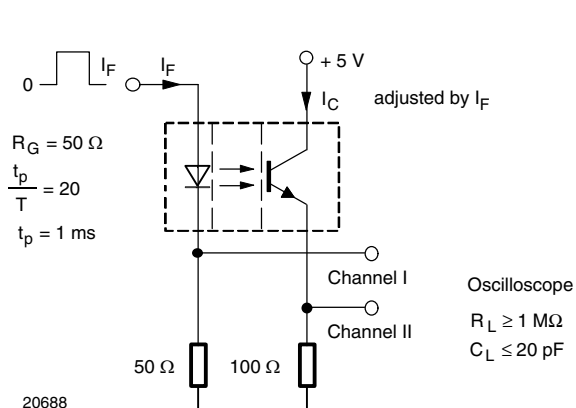 0
I_F
I_F
+ 5 V
I_C
adjusted by I_F
R_G = 50 Ω
t_p
T
= 20
t_p = 1 ms
Channel I
Channel II
Oscilloscope
R_L ≥ 1 MΩ
C_L ≤ 20 pF
50 Ω
100 Ω
20688